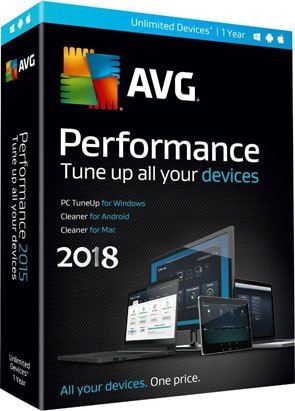 Unlimited Devices* | 1 Year
AVG.
Performance
Tune up all your devices
PC TuneUp for Windows
Cleaner for Android
Cleaner for Mac
2018
All your devices. One price.
AVG
Performance 2015
Tune up all your devices
Unlimited Devices*
1 Year